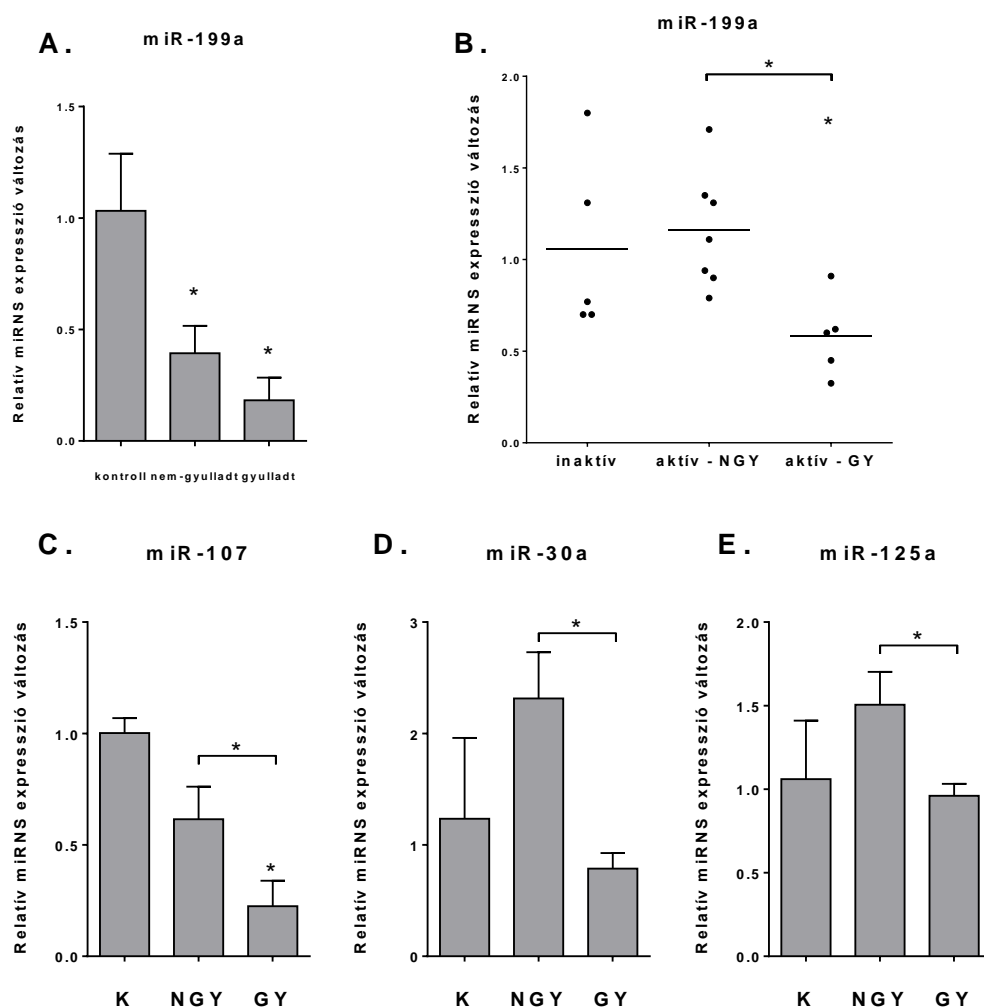 A.
miR-199a
Relatív miRNS expresszió változás
1.5
1.0
0.5
0.0
*
*
kontroll nem-gyulladt gyulladt
B.
miR-199a
Relatív miRNS expresszió változás
2.0
1.5
1.0
0.5
0.0
*
*
inaktív aktív - NGY aktív - GY
C.
miR-107
Relatív miRNS expresszió változás
1.5
1.0
0.5
0.0
*
*
K NGY GY
D.
miR-30a
Relatív miRNS expresszió változás
3
2
1
0
*
K NGY GY
E.
miR-125a
Relatív miRNS expresszió változás
2.0
1.5
1.0
0.5
0.0
*
K NGY GY